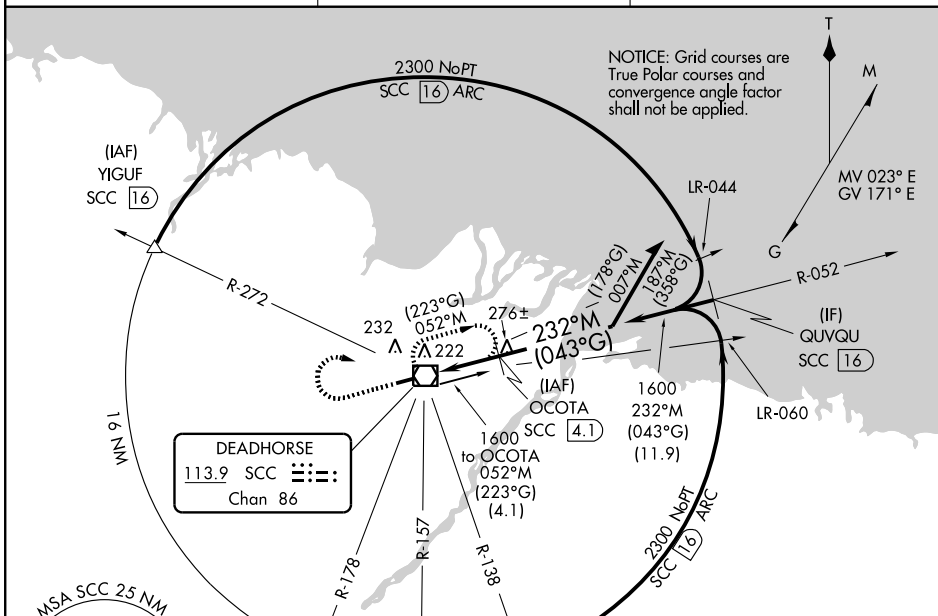 2300 NoPT
SCC 16 ARC
NOTICE: Grid courses are
True Polar courses and
convergence angle factor
shall not be applied.
T
M
MV 023° E
GV 171° E
G
(IAF)
YIGUF
SCC 16
LR-044
R-052
R-272
(223°G)
052°M
232
222
276±
232°M
(043°G)
(178°G)
007°M
187°M
(358°G)
(IF)
QUVQU
SCC 16
(IAF)
OCOTA
SCC 4.1
1600
232°M
(043°G)
(11.9)
LR-060
16 NM
DEADHORSE
113.9 SCC
Chan 86
1600
to OCOTA
052°M
(223°G)
(4.1)
R-178
R-157
R-138
2300 NoPT
SCC 16 ARC
MSA SCC 25 NM